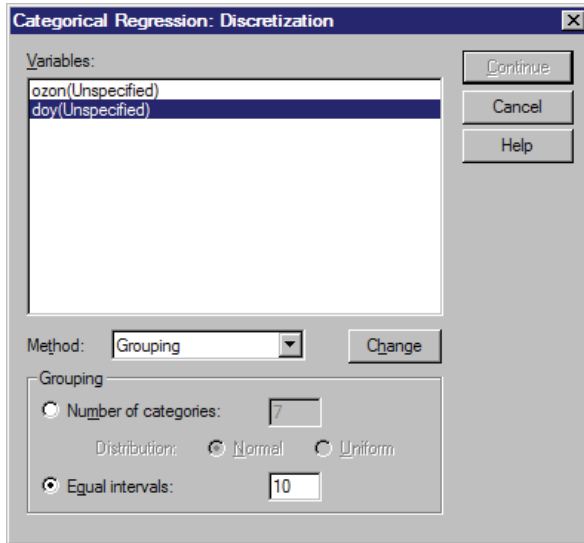 Categorical Regression: Discretization
Variables:
ozon(Unspecified)
doy(Unspecified)
Continue
Cancel
Help
Method: Grouping Change
Grouping
Number of categories: 7
Distribution: Normal Uniform
Equal intervals: 10